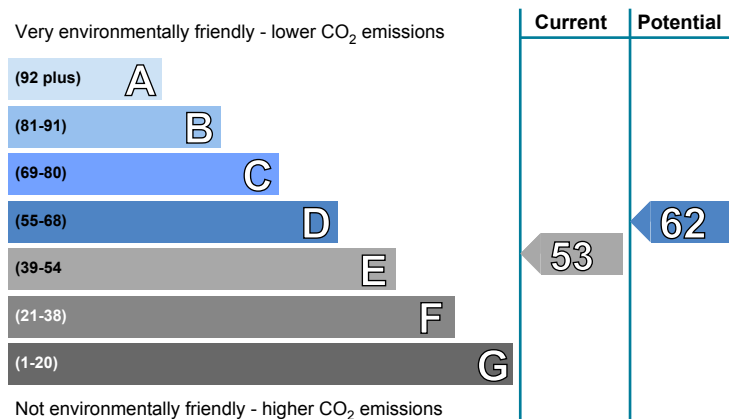 Very environmentally friendly - lower CO2 emissions
Current
Potential
(92 plus) A
(81-91) B
(69-80) C
(55-68) D
62
(39-54 E
53
(21-38) F
(1-20) G
Not environmentally friendly - higher CO2 emissions